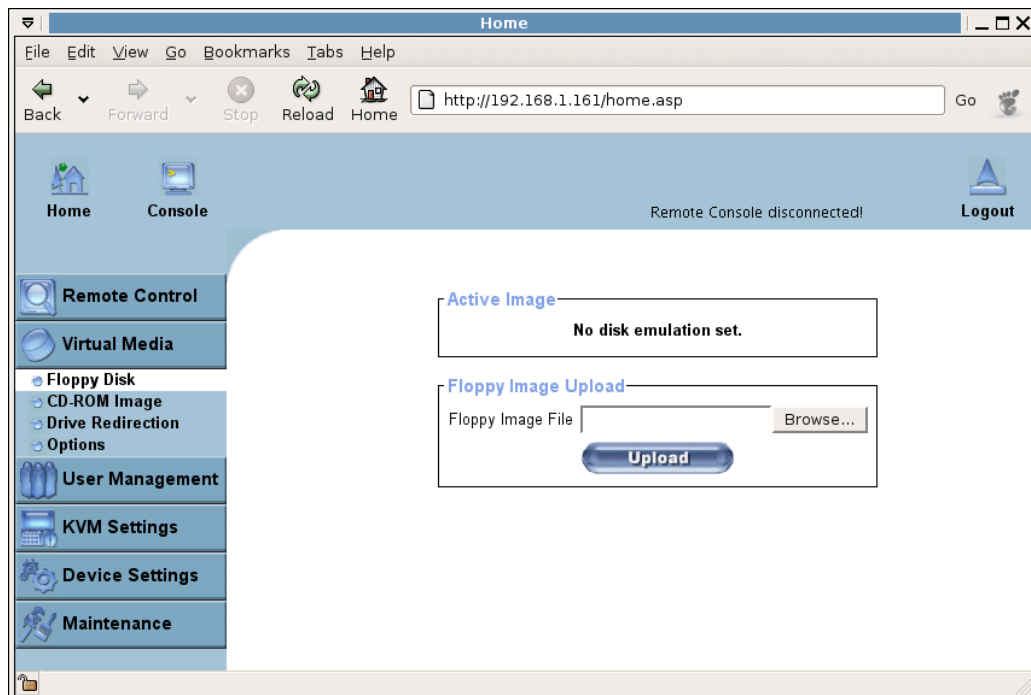 Home
File Edit View Go Bookmarks Tabs Help
Back Forward Stop Reload Home http://192.168.1.161/home.asp Go
Home Console Remote Console disconnected! Logout
Remote Control
Virtual Media
Floppy Disk
CD-ROM Image
Drive Redirection
Options
User Management
KVM Settings
Device Settings
Maintenance
Active Image
No disk emulation set.
Floppy Image Upload
Floppy Image File Browse...
Upload